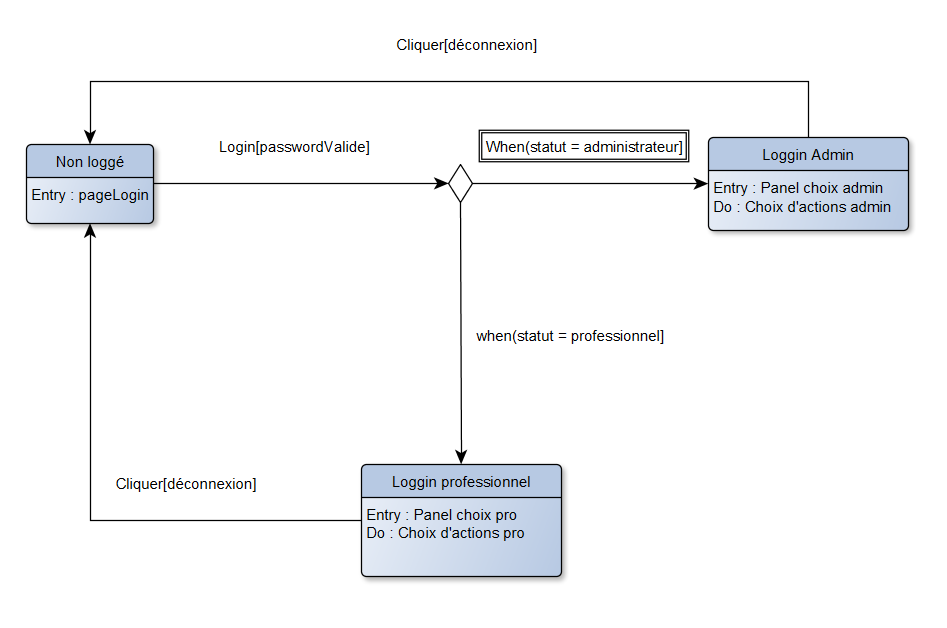 Cliquer[déconnexion]
Non loggé
Entry : pageLogin
Login[passwordValide]
When(statut = administrateur]
Loggin Admin
Entry : Panel choix admin
Do : Choix d'actions admin
when(statut = professionnel]
Cliquer[déconnexion]
Loggin professionnel
Entry : Panel choix pro
Do : Choix d'actions pro